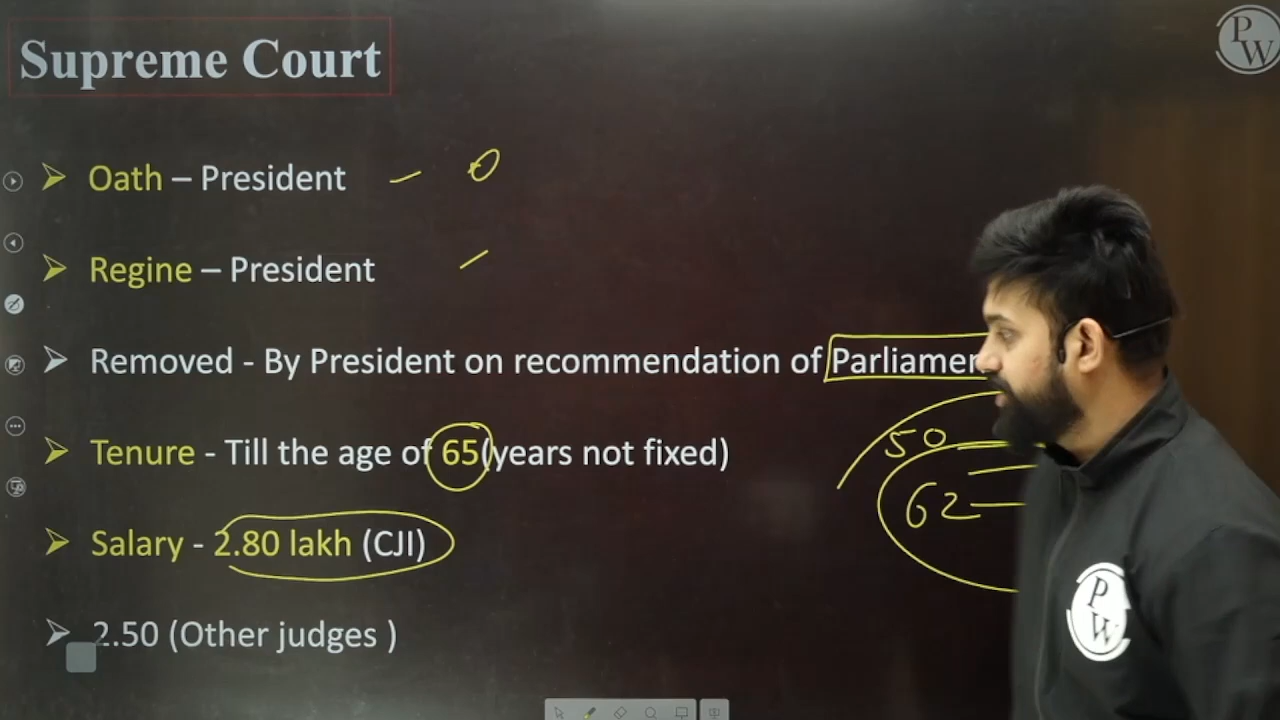 Supreme Court
PW
Oath – President – O
Regine – President
Removed - By President on recommendation of Parliamen
Tenure - Till the age of 65(years not fixed)
50
62
Salary - 2.80 lakh (CJI)
2.50 (Other judges )
PW